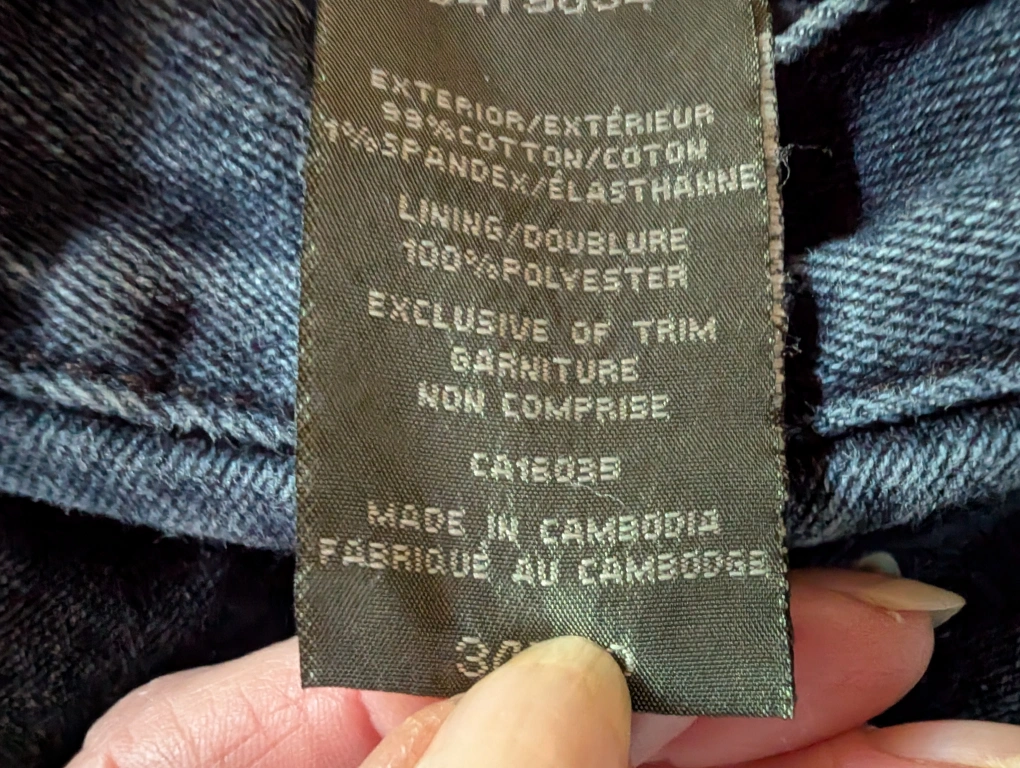 EXTERIOR/EXTÉRIEUR
99%COTTON/COTON
1%SPANDEX/ÉLASTHANNE
LINING/DOUBLURE
100%POLYESTER
EXCLUSIVE OF TRIM
GARNITURE
NON COMPRISE
CA18039
MADE IN CAMBODIA
FABRIQUÉ AU CAMBODGE